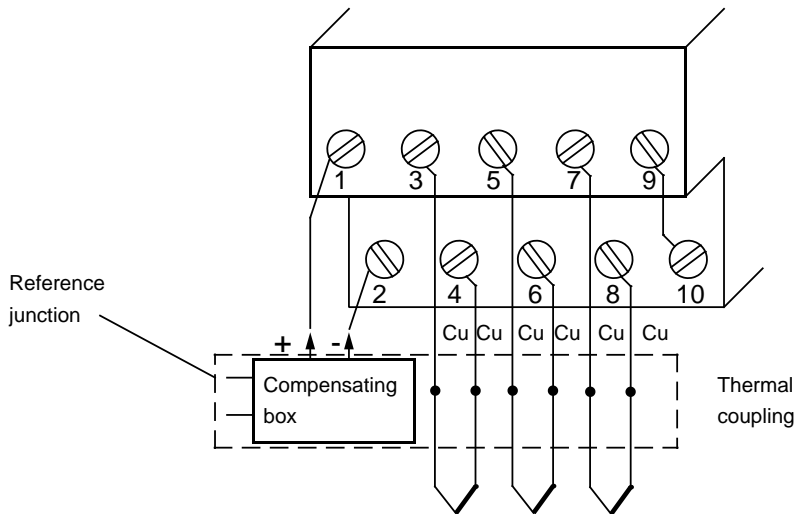 1 3 5 7 9
2 4 6 8 10
Reference
junction
Cu Cu Cu Cu Cu Cu
+ -
Compensating
box
Thermal
coupling